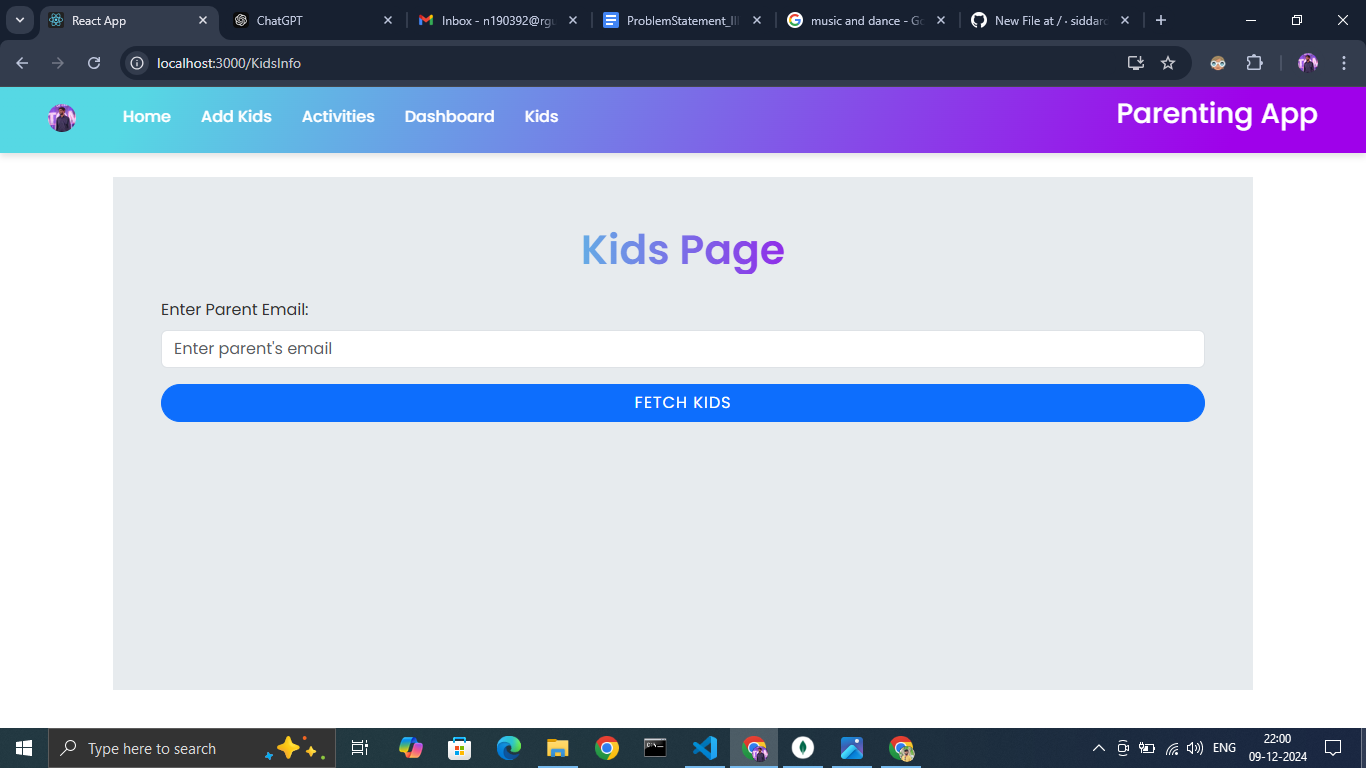 React App
ChatGPT
Inbox - n190392@rgu
ProblemStatement_II
music and dance - Go
New File at / · siddaro
localhost:3000/KidsInfo
Home Add Kids Activities Dashboard Kids
Parenting App
Kids Page
Enter Parent Email:
Enter parent's email
FETCH KIDS
Type here to search
ENG
22:00
09-12-2024